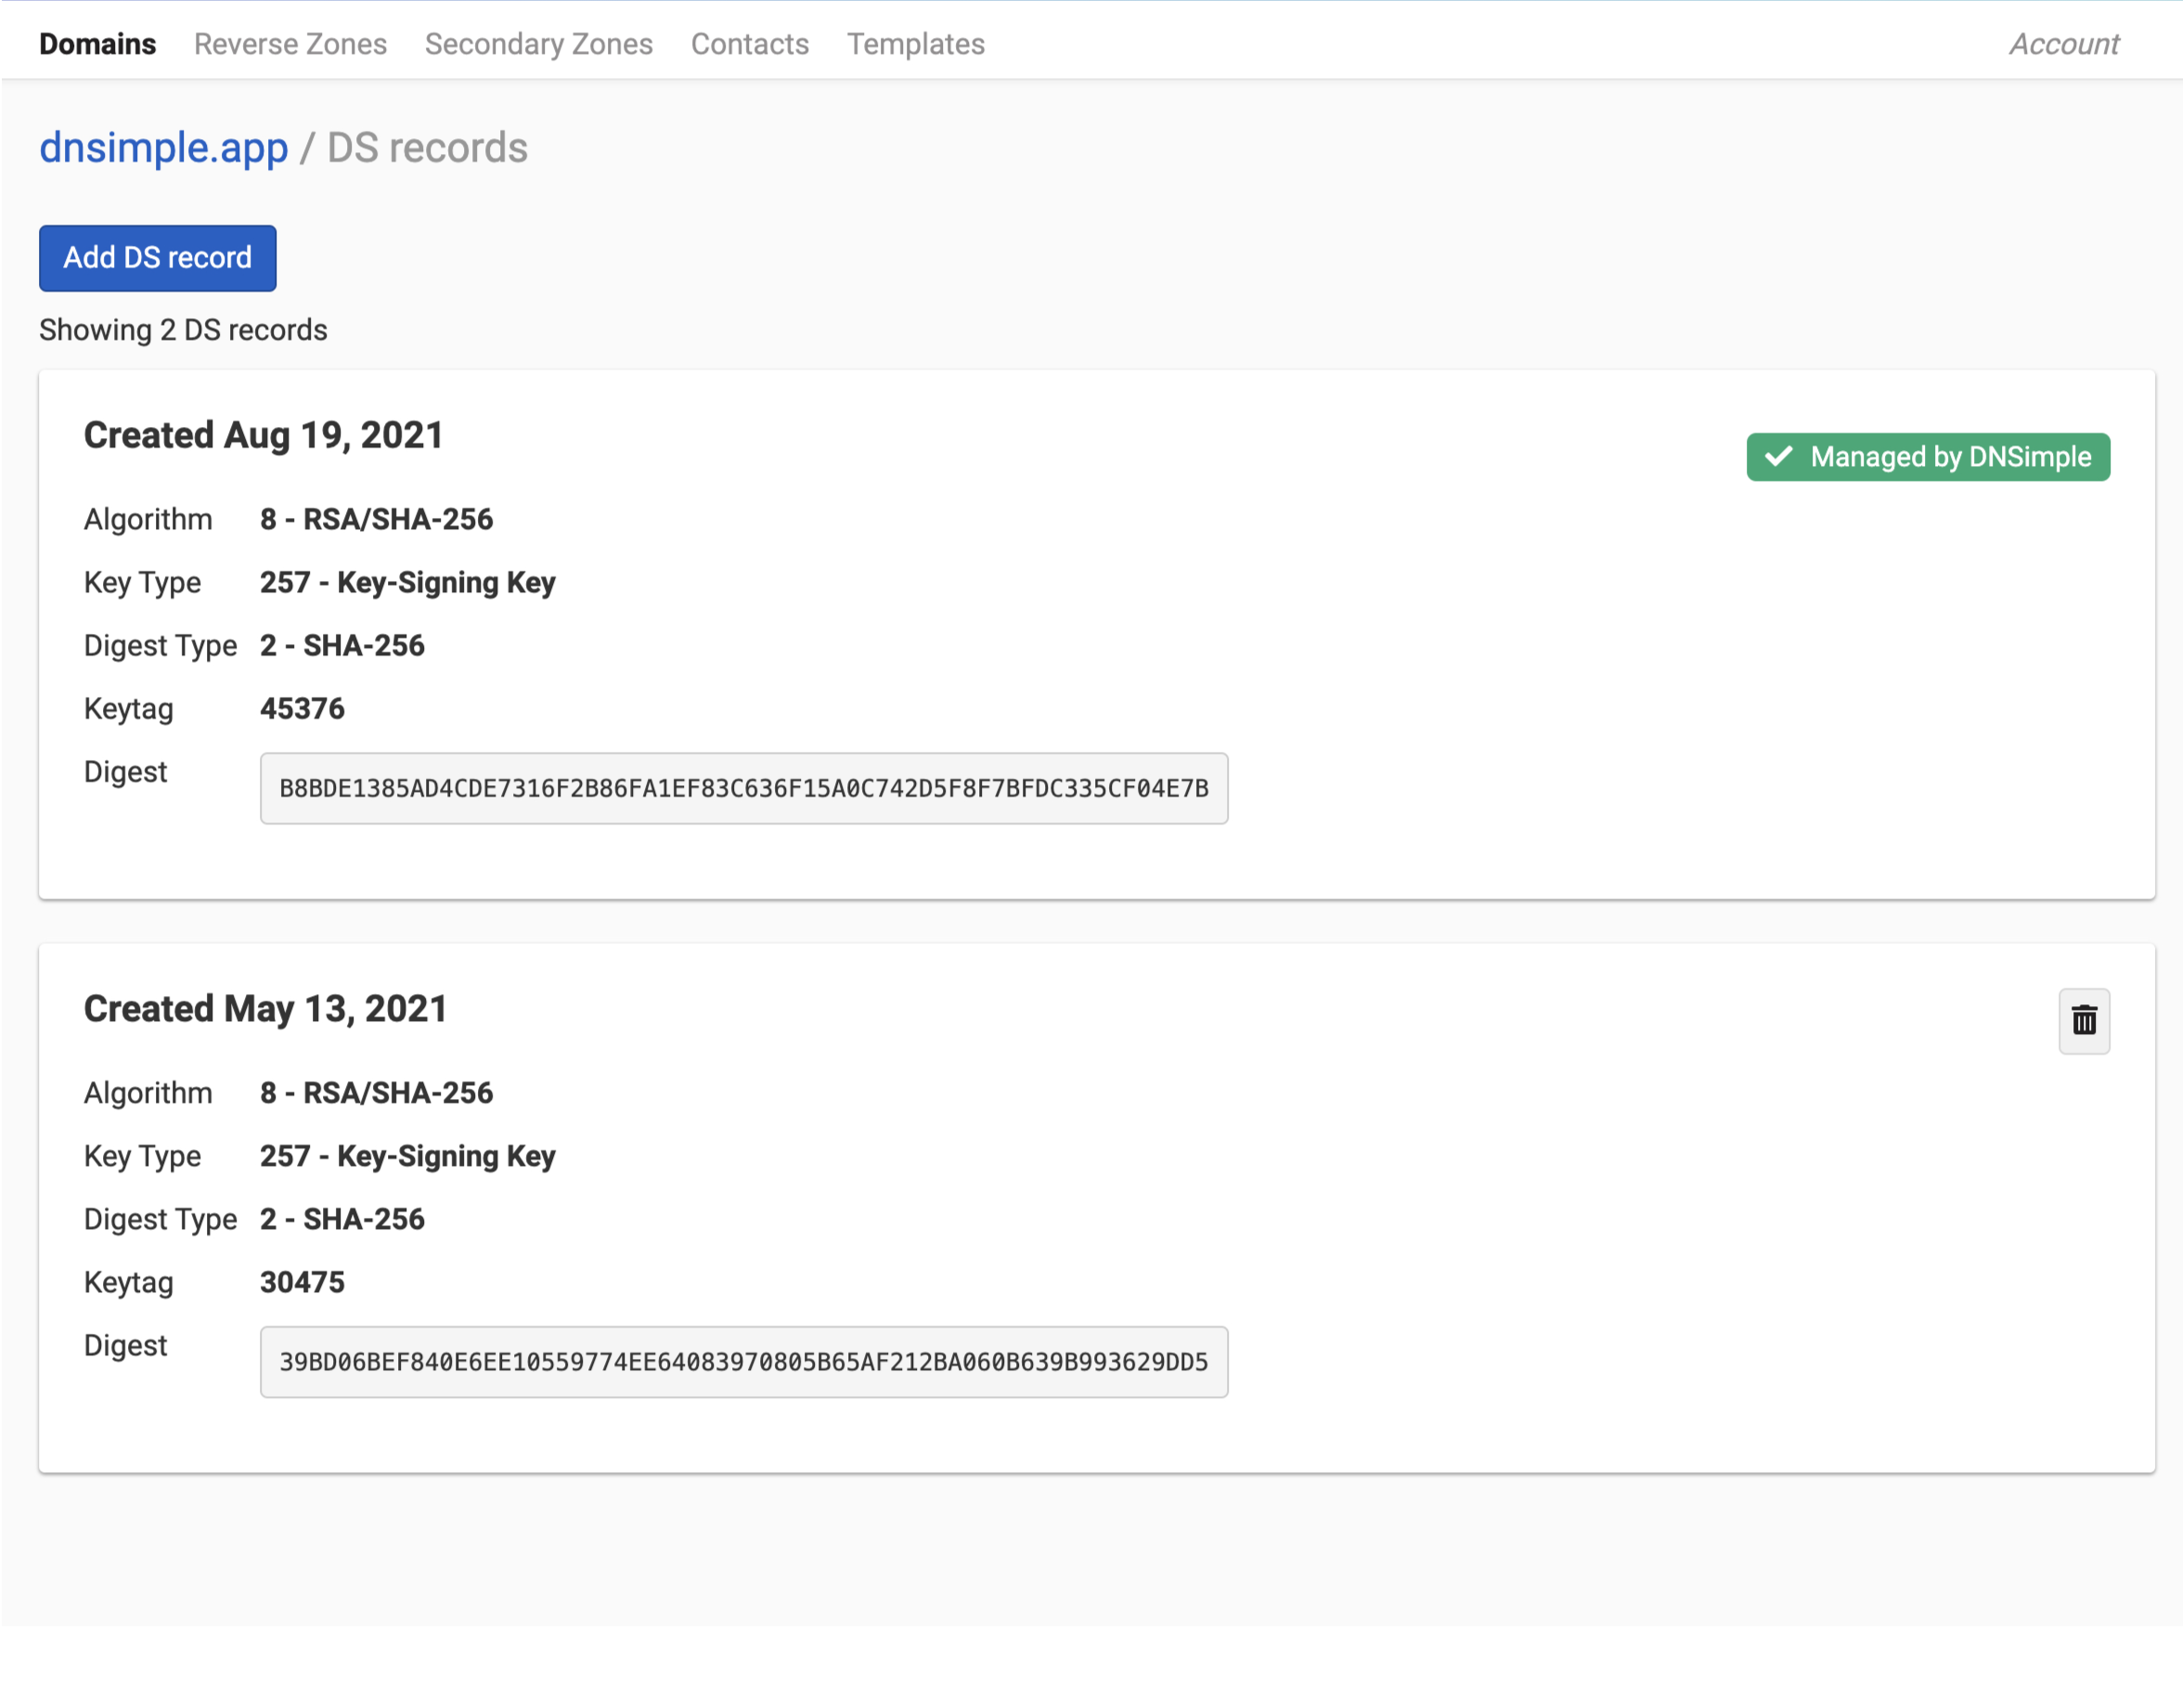 Domains Reverse Zones Secondary Zones Contacts Templates Account
dnsimple.app / DS records
Add DS record
Showing 2 DS records
Created Aug 19, 2021
Managed by DNSimple
Algorithm 8 - RSA/SHA-256
Key Type 257 - Key-Signing Key
Digest Type 2 - SHA-256
Keytag 45376
Digest B8BDE1385AD4CDE7316F2B86FA1EF83C636F15A0C742D5F8F7BFDC335CF04E7B
Created May 13, 2021
Algorithm 8 - RSA/SHA-256
Key Type 257 - Key-Signing Key
Digest Type 2 - SHA-256
Keytag 30475
Digest 39BD06BEF840E6EE10559774EE64083970805B65AF212BA060B639B993629DD5